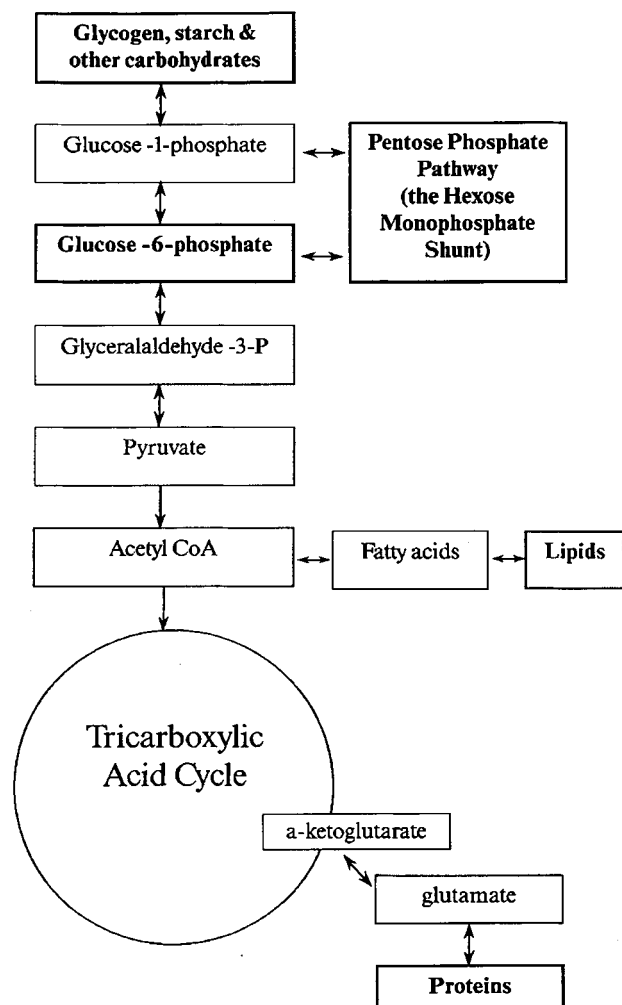 Glycogen, starch &
other carbohydrates
Glucose -1-phosphate
Pentose Phosphate
Pathway
(the Hexose
Monophosphate
Shunt)
Glucose -6-phosphate
Glyceralaldehyde -3-P
Pyruvate
Acetyl CoA
Fatty acids
Lipids
Tricarboxylic
Acid Cycle
a-ketoglutarate
glutamate
Proteins